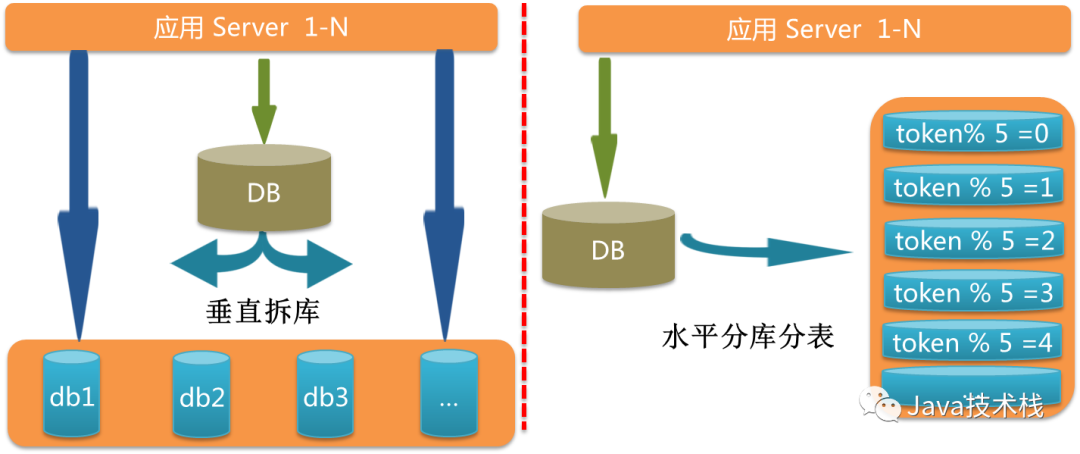 应用 Server 1-N
DB
垂直拆库
db1
db2
db3
...
应用 Server 1-N
DB
水平分库分表
token% 5 =0
token % 5 =1
token % 5 =2
token % 5 =3
token % 5 =4
Java技术栈